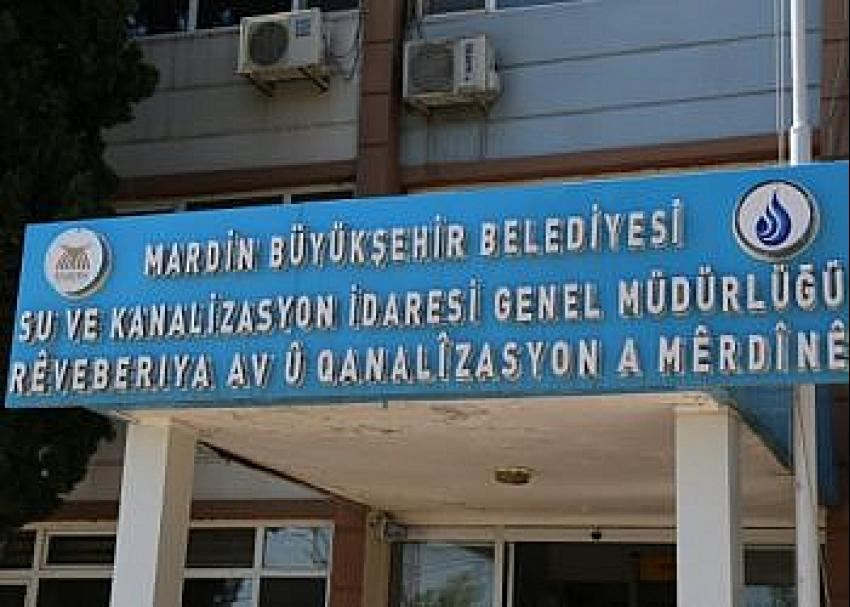 MARDİN BÜYÜKŞEHİR BELEDİYESİ
SU VE KANALİZASYON İDARESİ GENEL MÜDÜRLÜĞÜ
RÊVEBERIYA AV Û QANALÎZASYON A MÊRDÎNÊ